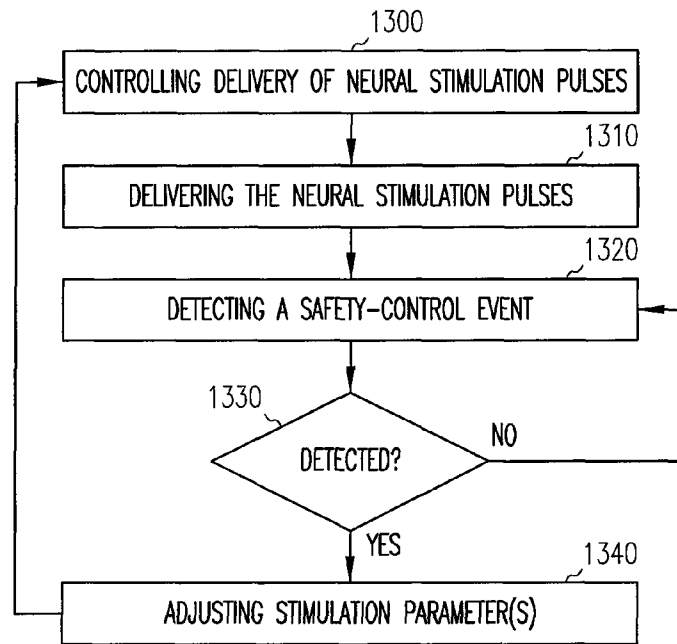 1300
CONTROLLING DELIVERY OF NEURAL STIMULATION PULSES
1310
DELIVERING THE NEURAL STIMULATION PULSES
1320
DETECTING A SAFETY-CONTROL EVENT
1330
DETECTED?
NO
YES
1340
ADJUSTING STIMULATION PARAMETER(S)